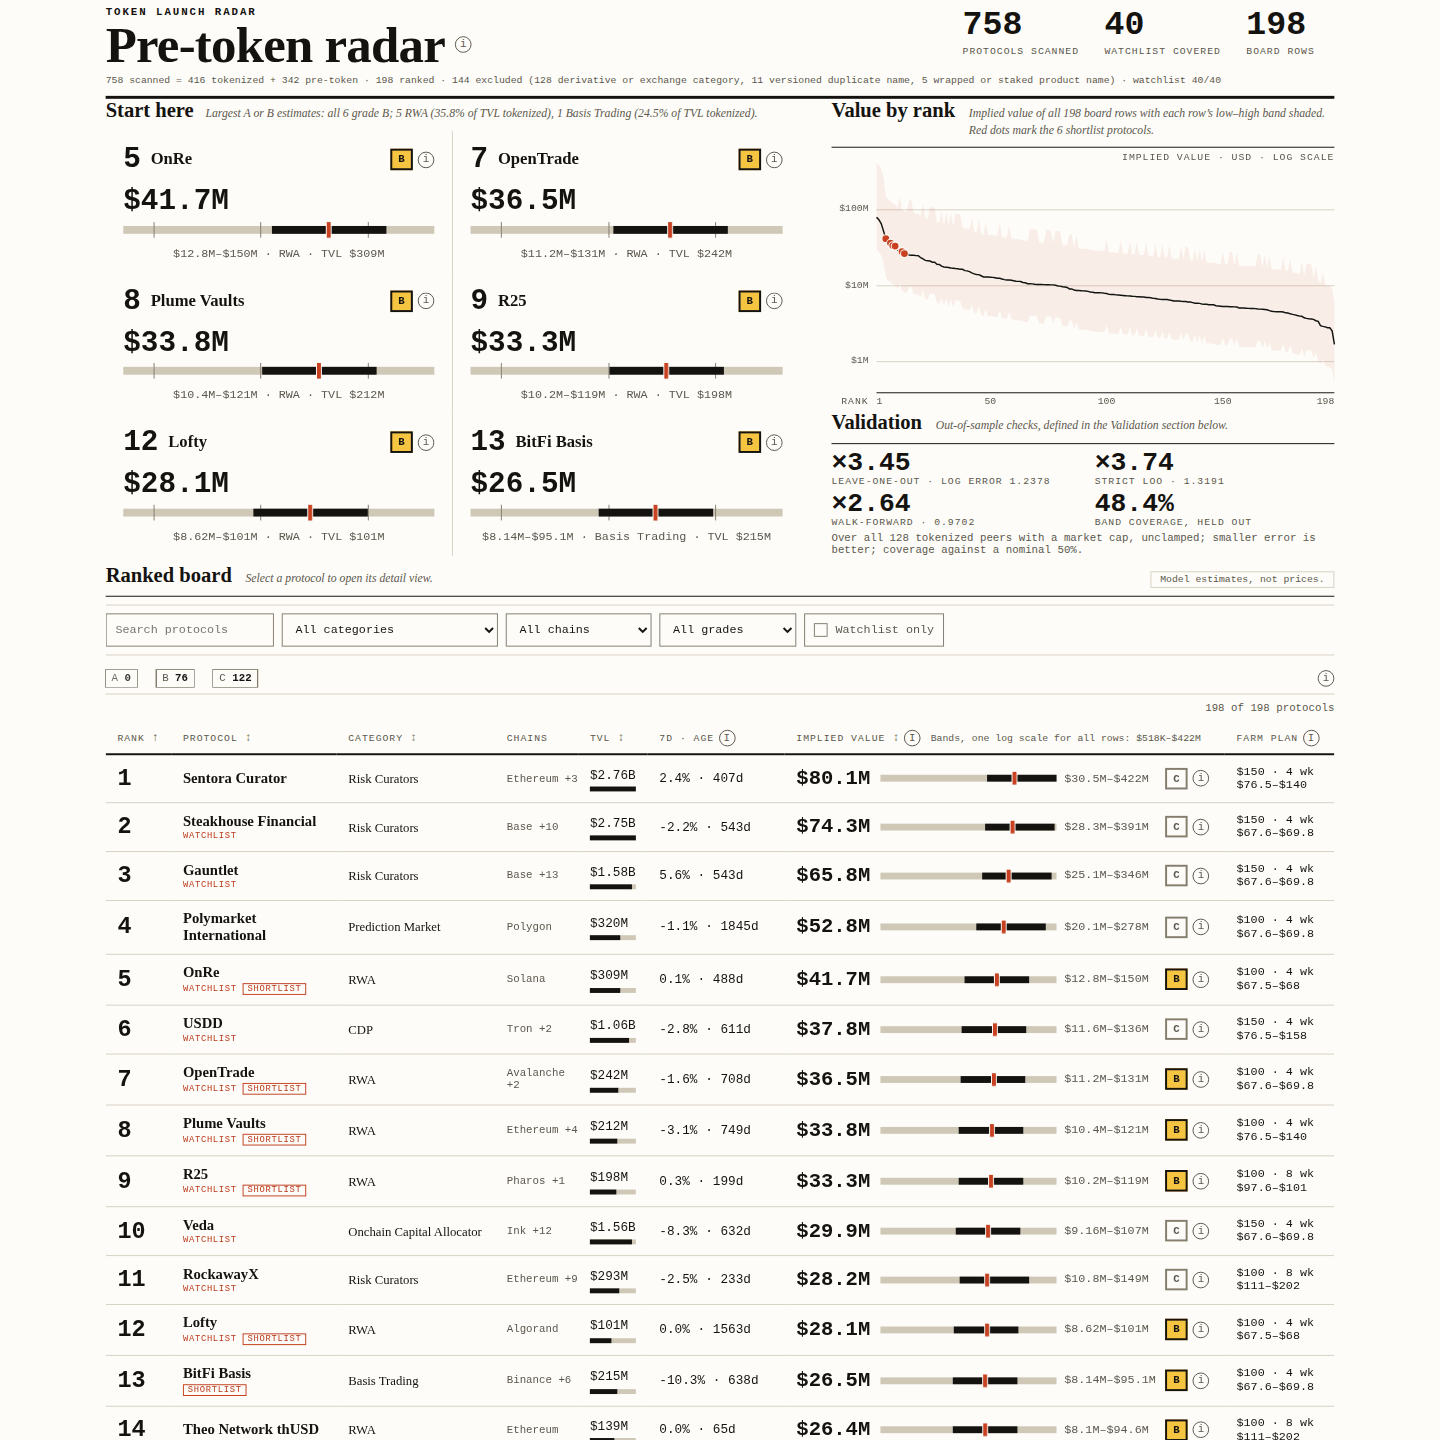 TOKEN LAUNCH RADAR
Pre-token radar i
758 40 198
PROTOCOLS SCANNED WATCHLIST COVERED BOARD ROWS
758 scanned = 416 tokenized + 342 pre-token · 198 ranked · 144 excluded (128 derivative or exchange category, 11 versioned duplicate name, 5 wrapped or staked product name) · watchlist 40/40
Start here Largest A or B estimates: all 6 grade B; 5 RWA (35.8% of TVL tokenized), 1 Basis Trading (24.5% of TVL tokenized).
5 OnRe B i
$41.7M
$12.8M–$150M · RWA · TVL $309M
7 OpenTrade B i
$36.5M
$11.2M–$131M · RWA · TVL $242M
8 Plume Vaults B i
$33.8M
$10.4M–$121M · RWA · TVL $212M
9 R25 B i
$33.3M
$10.2M–$119M · RWA · TVL $198M
12 Lofty B i
$28.1M
$8.62M–$101M · RWA · TVL $101M
13 BitFi Basis B i
$26.5M
$8.14M–$95.1M · Basis Trading · TVL $215M
Value by rank Implied value of all 198 board rows with each row’s low–high band shaded.
Red dots mark the 6 shortlist protocols.
IMPLIED VALUE · USD · LOG SCALE
$100M
$10M
$1M
RANK 1 50 100 150 198
Validation Out-of-sample checks, defined in the Validation section below.
×3.45 ×3.74
LEAVE-ONE-OUT · LOG ERROR 1.2378 STRICT LOO · 1.3191
×2.64 48.4%
WALK-FORWARD · 0.9702 BAND COVERAGE, HELD OUT
Over all 128 tokenized peers with a market cap, unclamped; smaller error is
better; coverage against a nominal 50%.
Ranked board Select a protocol to open its detail view. Model estimates, not prices.
Search protocols All categories All chains All grades Watchlist only
A 0 B 76 C 122 i
198 of 198 protocols
RANK ↑ PROTOCOL ↕ CATEGORY ↕ CHAINS TVL ↕ 7D · AGE I IMPLIED VALUE ↕ I Bands, one log scale for all rows: $518K–$422M FARM PLAN I
1 Sentora Curator Risk Curators Ethereum +3 $2.76B 2.4% · 407d $80.1M $30.5M–$422M C i $150 · 4 wk
$76.5–$140
2 Steakhouse Financial Risk Curators Base +10 $2.75B -2.2% · 543d $74.3M $28.3M–$391M C i $150 · 4 wk
WATCHLIST $67.6–$69.8
3 Gauntlet Risk Curators Base +13 $1.58B 5.6% · 543d $65.8M $25.1M–$346M C i $150 · 4 wk
WATCHLIST $67.6–$69.8
4 Polymarket Prediction Market Polygon $320M -1.1% · 1845d $52.8M $20.1M–$278M C i $100 · 4 wk
International $67.6–$69.8
5 OnRe RWA Solana $309M 0.1% · 488d $41.7M $12.8M–$150M B i $100 · 4 wk
WATCHLIST SHORTLIST $67.5–$68
6 USDD CDP Tron +2 $1.06B -2.8% · 611d $37.8M $11.6M–$136M C i $150 · 4 wk
WATCHLIST $76.5–$158
7 OpenTrade RWA Avalanche $242M -1.6% · 708d $36.5M $11.2M–$131M B i $100 · 4 wk
WATCHLIST SHORTLIST +2 $67.6–$69.8
8 Plume Vaults RWA Ethereum +4 $212M -3.1% · 749d $33.8M $10.4M–$121M B i $100 · 4 wk
WATCHLIST SHORTLIST $76.5–$140
9 R25 RWA Pharos +1 $198M 0.3% · 199d $33.3M $10.2M–$119M B i $100 · 8 wk
WATCHLIST SHORTLIST $97.6–$101
10 Veda Onchain Capital Allocator Ink +12 $1.56B -8.3% · 632d $29.9M $9.16M–$107M C i $150 · 4 wk
WATCHLIST $67.6–$69.8
11 RockawayX Risk Curators Ethereum +9 $293M -2.5% · 233d $28.2M $10.8M–$149M C i $100 · 8 wk
WATCHLIST $111–$202
12 Lofty RWA Algorand $101M 0.0% · 1563d $28.1M $8.62M–$101M B i $100 · 4 wk
WATCHLIST SHORTLIST $67.5–$68
13 BitFi Basis Basis Trading Binance +6 $215M -10.3% · 638d $26.5M $8.14M–$95.1M B i $100 · 4 wk
SHORTLIST $67.6–$69.8
14 Theo Network thUSD RWA Ethereum $139M 0.0% · 65d $26.4M $8.1M–$94.6M B i $100 · 8 wk
$111–$202